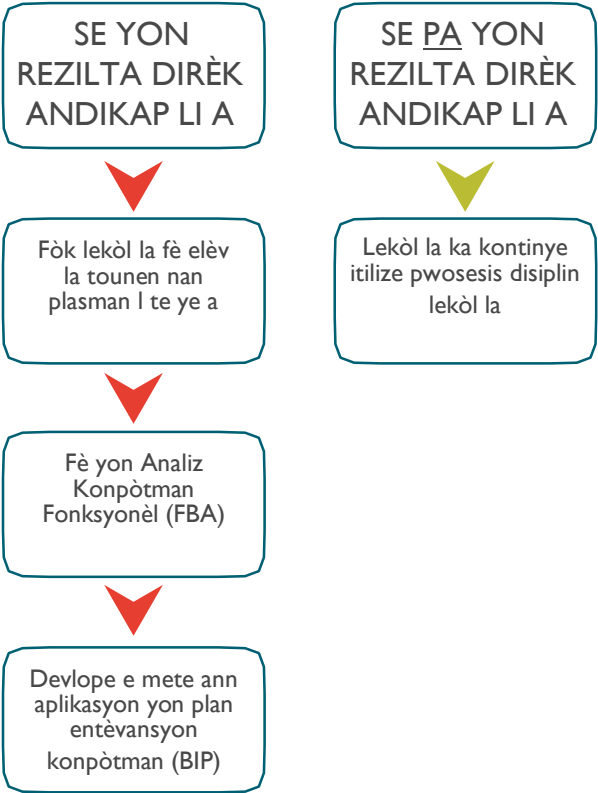 SE YON
REZILTA DIRÈK
ANDIKAP LI A
Fòk lekòl la fè elèv
la tounen nan
plasman l te ye a
Fè yon Analiz
Konpòtman
Fonksyonèl (FBA)
Devlope e mete ann
aplikasyon yon plan
entèvansyon
konpòtman (BIP)
SE PA YON
REZILTA DIRÈK
ANDIKAP LI A
Lekòl la ka kontinye
itilize pwosesis disiplin
lekòl la